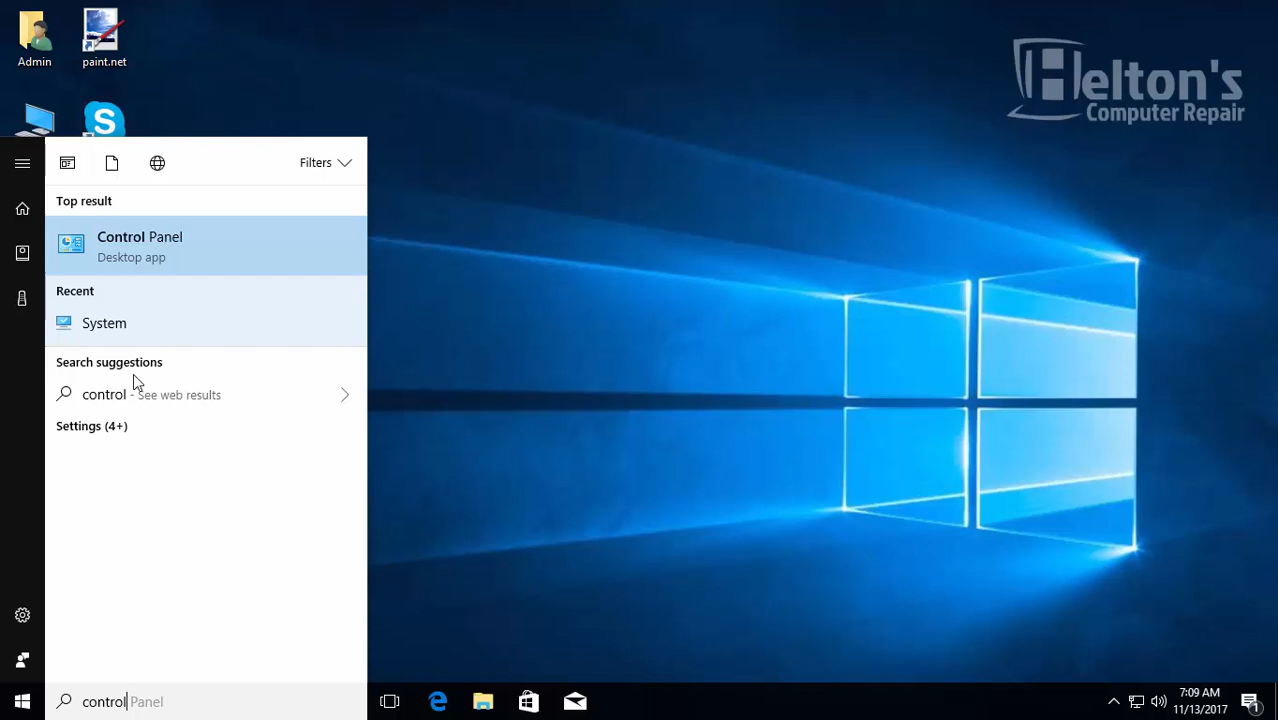 Admin
paint.net
Helton's
Computer Repair
S
Filters
Top result
Control Panel
Desktop app
Recent
System
Search suggestions
control - See web results
Settings (4+)
control Panel
7:09 AM
11/13/2017
1